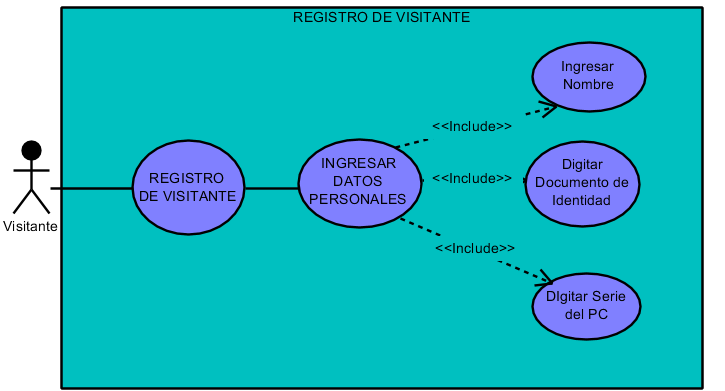 REGISTRO DE VISITANTE
Ingresar
Nombre
<<Include>>
REGISTRO
DE VISITANTE
INGRESAR
DATOS
PERSONALES
<<Include>>
Digitar
Documento de
Identidad
Visitante
<<Include>>
DIgitar Serie
del PC